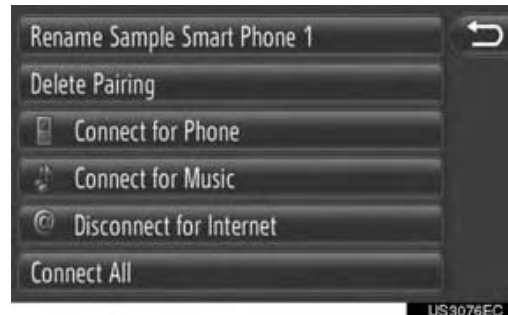 Rename Sample Smart Phone 1
Delete Pairing
Connect for Phone
Connect for Music
Disconnect for Internet
Connect All
US3076EC